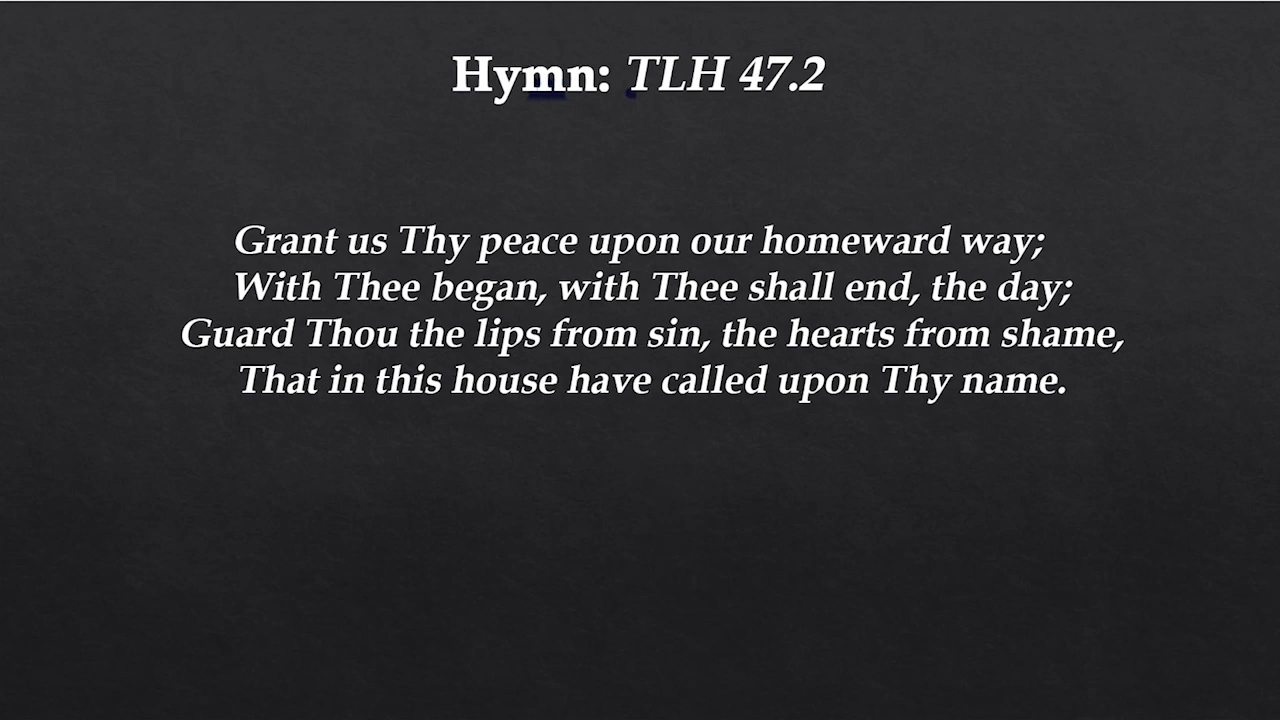 Hymn: TLH 47.2
Grant us Thy peace upon our homeward way;
With Thee began, with Thee shall end, the day;
Guard Thou the lips from sin, the hearts from shame,
That in this house have called upon Thy name.